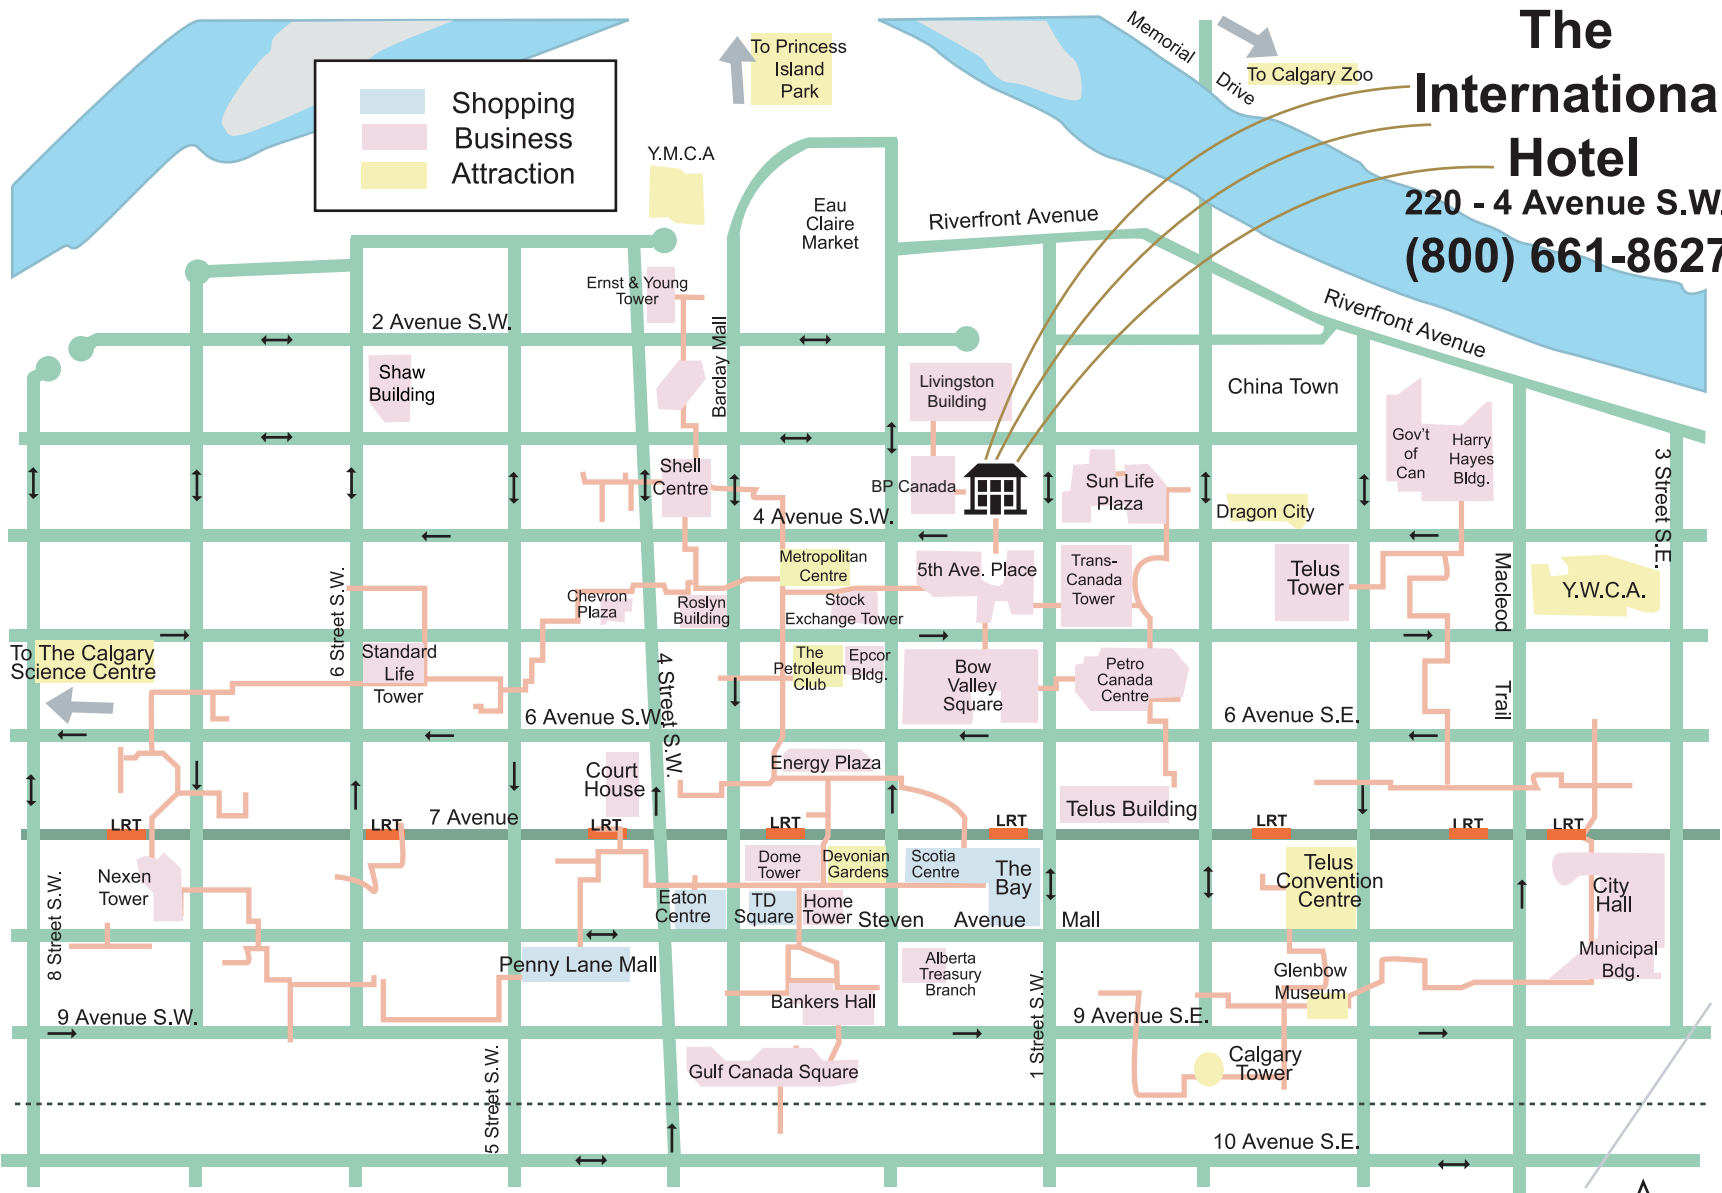 The
Internationa
Hotel
220 - 4 Avenue S.W.
(800) 661-8627
Memorial
Drive
To Calgary Zoo
To Princess
Island
Park
Shopping
Business
Attraction
Y.M.C.A
Eau
Claire
Market
Riverfront Avenue
Riverfront Avenue
Ernst & Young
Tower
2 Avenue S.W.
Barclay Mall
Shaw
Building
Livingston
Building
China Town
Gov't
of
Can
Harry
Hayes
Bldg.
3 Street S.E.
Shell
Centre
BP Canada
Sun Life
Plaza
Dragon City
4 Avenue S.W.
Metropolitan
Centre
5th Ave. Place
Trans-
Canada
Tower
Telus
Tower
Macleod
Trail
Y.W.C.A.
6 Street S.W.
Chevron
Plaza
Roslyn
Building
Stock
Exchange Tower
To The Calgary
Science Centre
Standard
Life
Tower
4 Street S.W.
The
Petroleum
Club
Epcor
Bldg.
Bow
Valley
Square
Petro
Canada
Centre
6 Avenue S.W.
6 Avenue S.E.
Court
House
Energy Plaza
Telus Building
7 Avenue
LRT
LRT
LRT
LRT
LRT
LRT
LRT
LRT
Nexen
Tower
Dome
Tower
Devonian
Gardens
Scotia
Centre
The
Bay
Telus
Convention
Centre
City
Hall
Eaton
Centre
TD
Square
Home
Tower
Steven Avenue Mall
8 Street S.W.
Penny Lane Mall
Alberta
Treasury
Branch
Glenbow
Museum
Municipal
Bdg.
Bankers Hall
9 Avenue S.W.
9 Avenue S.E.
1 Street S.W.
5 Street S.W.
Gulf Canada Square
Calgary
Tower
10 Avenue S.E.